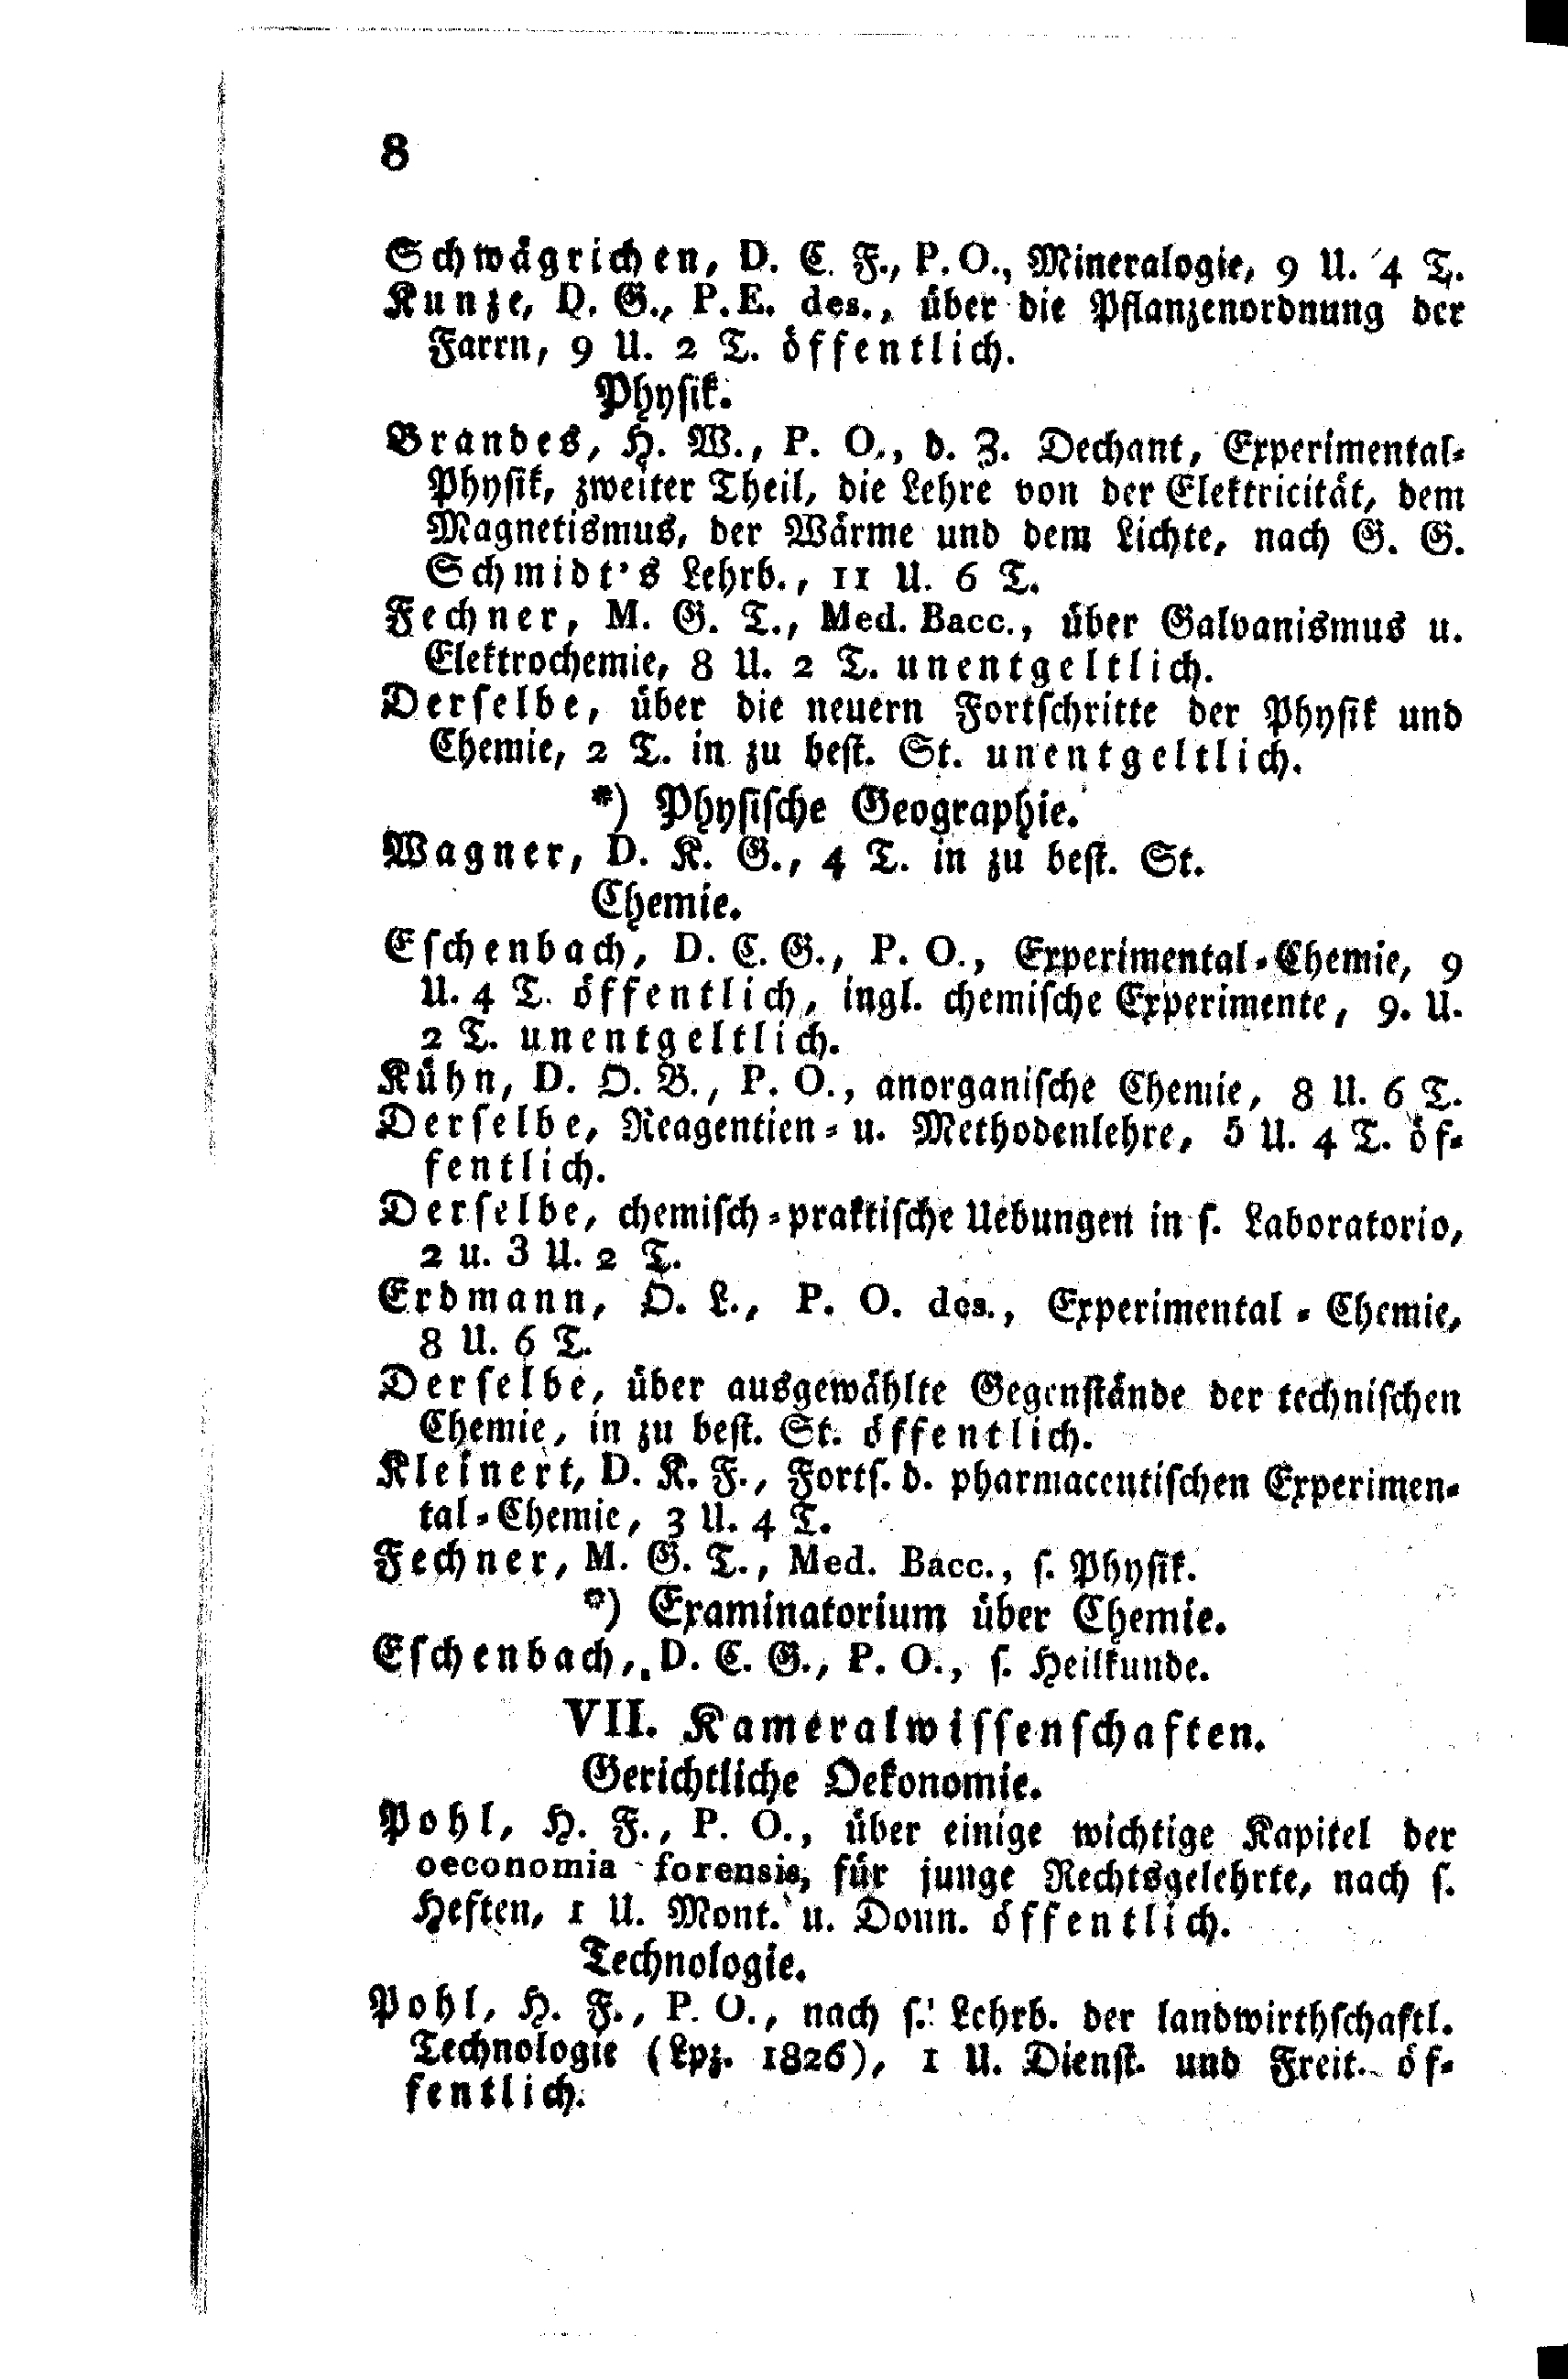 8
Schwägrichen, D. C. F., P. O., Mineralogie, 9 U. 4 T.
Kunze, D. G., P. E. des., über die Pflanzenordnung der
Farrn, 9 U. 2 T. öffentlich.
Physik.
Brandes, H. W., P. O., d. Z. Dechant, Experimental-
Physik, zweiter Theil, die Lehre von der Elektricität, dem
Magnetismus, der Wärme und dem Lichte, nach G. G.
Schmidt's Lehrb., 11 U. 6 T.
Fechner, M. G. T., Med. Bacc., über Galvanismus u.
Elektrochemie, 8 U. 2 T. unentgeltlich.
Derselbe, über die neuern Fortschritte der Physik und
Chemie, 2 T. in zu best. St. unentgeltlich.
*) Physische Geographie.
Wagner, D. K. G., 4 T. in zu best. St.
Chemie.
Eschenbach, D. C. G., P. O., Experimental-Chemie, 9
U. 4 T. öffentlich, ingl. chemische Experimente, 9. U.
2 T. unentgeltlich.
Kühn, D. O. B., P. O., anorganische Chemie, 8 U. 6 T.
Derselbe, Reagentien- u. Methodenlehre, 5 U. 4 T. öf-
fentlich.
Derselbe, chemisch-praktische Uebungen in s. Laboratorio,
2 u. 3 U. 2 T.
Erdmann, O. L., P. O. des., Experimental-Chemie,
8 U. 6 T.
Derselbe, über ausgewählte Gegenstände der technischen
Chemie, in zu best. St. öffentlich.
Kleinert, D. K. F., Forts. d. pharmaceutischen Experimen-
tal-Chemie, 3 U. 4 T.
Fechner, M. G. T., Med. Bacc., s. Physik.
*) Examinatorium über Chemie.
Eschenbach, D. C. G., P. O., s. Heilkunde.
VII. Kameralwissenschaften.
Gerichtliche Oekonomie.
Pohl, H. F., P. O., über einige wichtige Kapitel der
oeconomia forensis, für junge Rechtsgelehrte, nach s.
Heften, 1 U. Mont. u. Donn. öffentlich.
Technologie.
Pohl, H. F., P. O., nach s. Lehrb. der landwirthschaftl.
Technologie (Lpz. 1826), 1 U. Dienst. und Freit. öf-
fentlich.